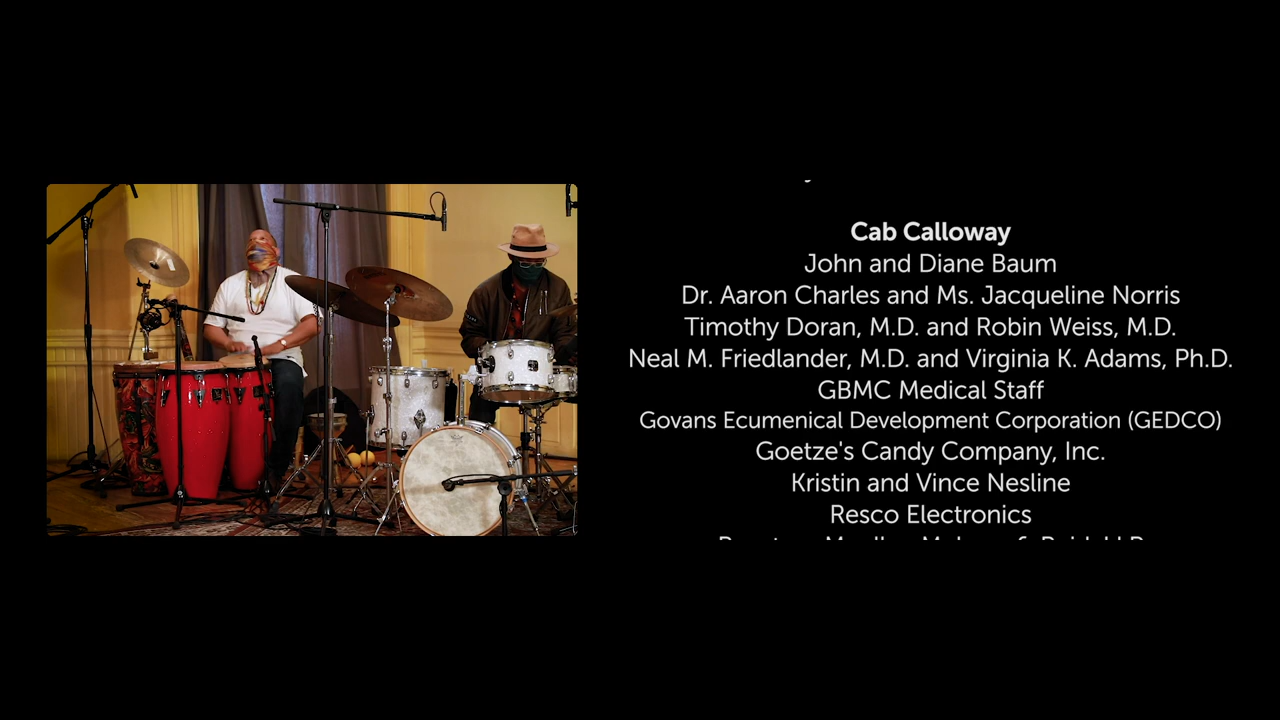 Cab Calloway
John and Diane Baum
Dr. Aaron Charles and Ms. Jacqueline Norris
Timothy Doran, M.D. and Robin Weiss, M.D.
Neal M. Friedlander, M.D. and Virginia K. Adams, Ph.D.
GBMC Medical Staff
Govans Ecumenical Development Corporation (GEDCO)
Goetze's Candy Company, Inc.
Kristin and Vince Nesline
Resco Electronics